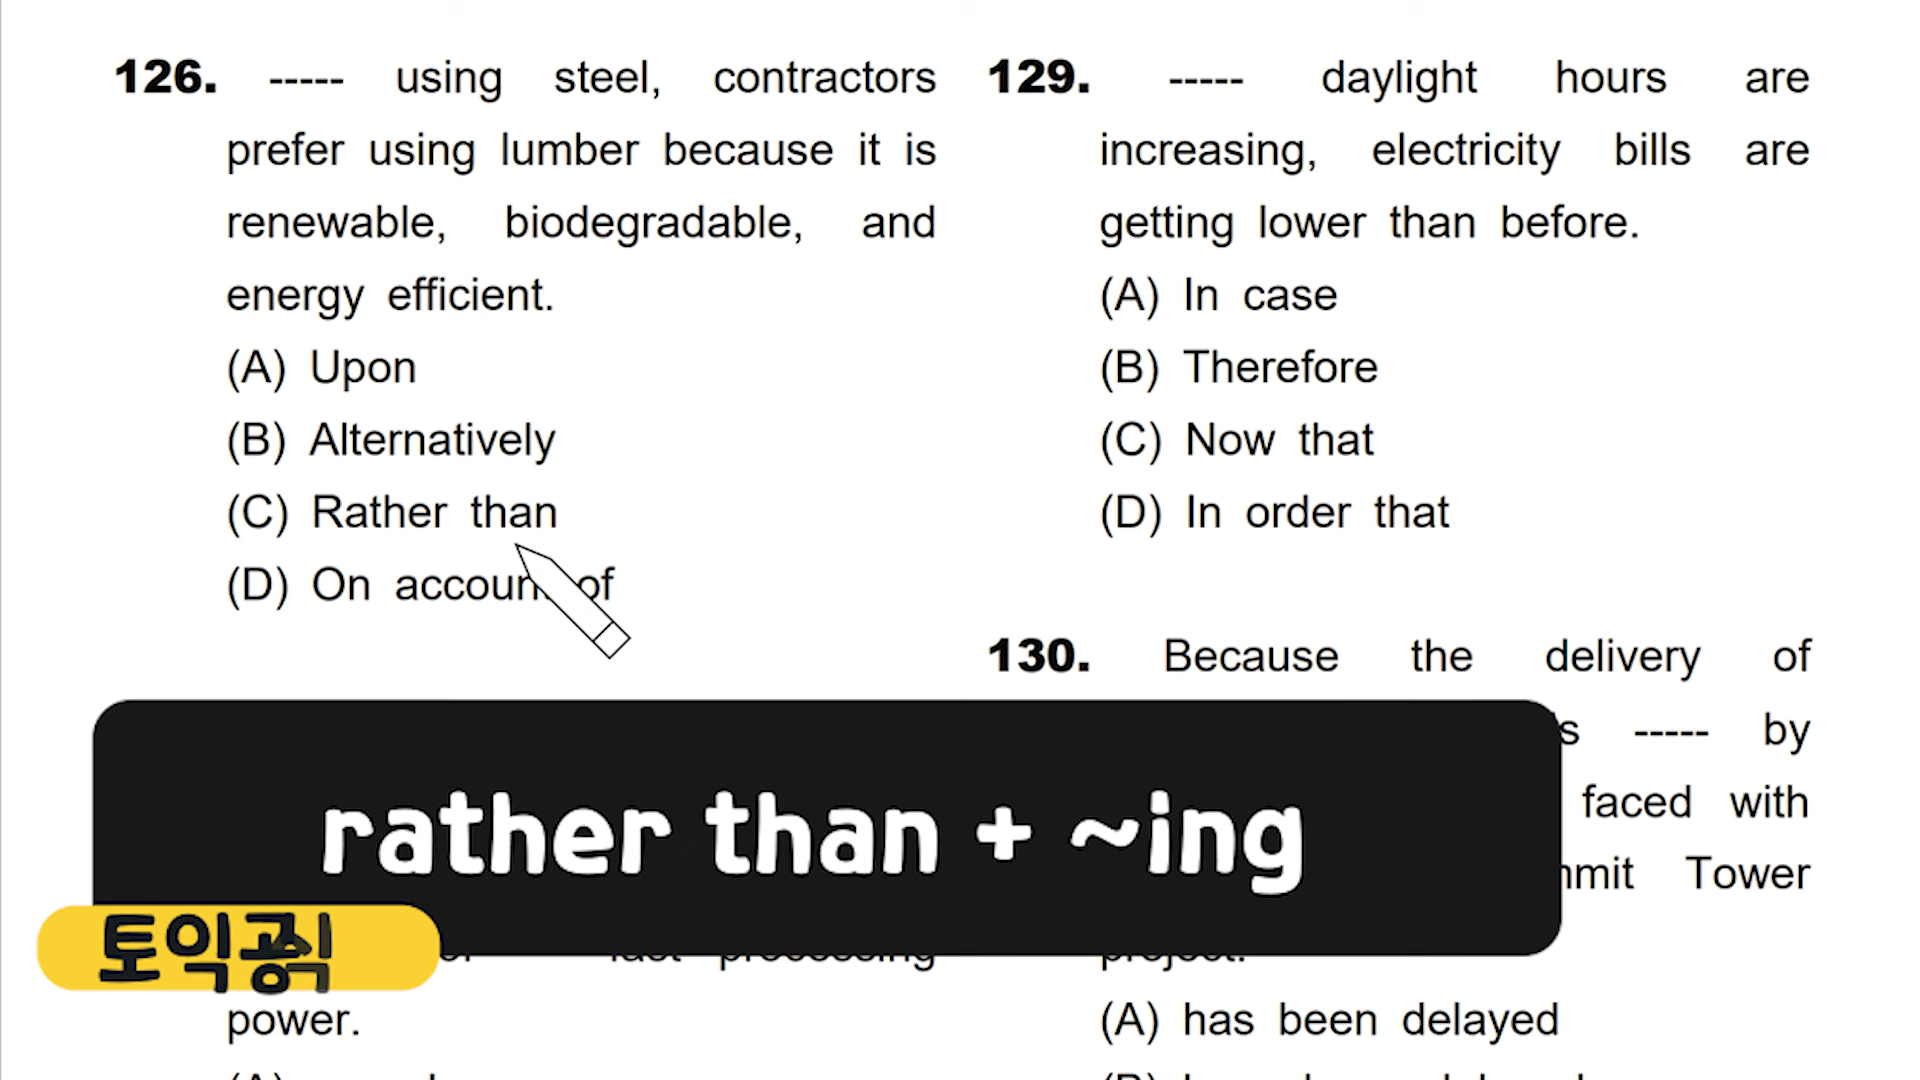 126. ----- using steel, contractors
prefer using lumber because it is
renewable, biodegradable, and
energy efficient.
(A) Upon
(B) Alternatively
(C) Rather than
(D) On account of
power.
129. ----- daylight hours are
increasing, electricity bills are
getting lower than before.
(A) In case
(B) Therefore
(C) Now that
(D) In order that
130. Because the delivery of
----- by
faced with
Tower
project.
(A) has been delayed
rather than + ~ing
토익공식